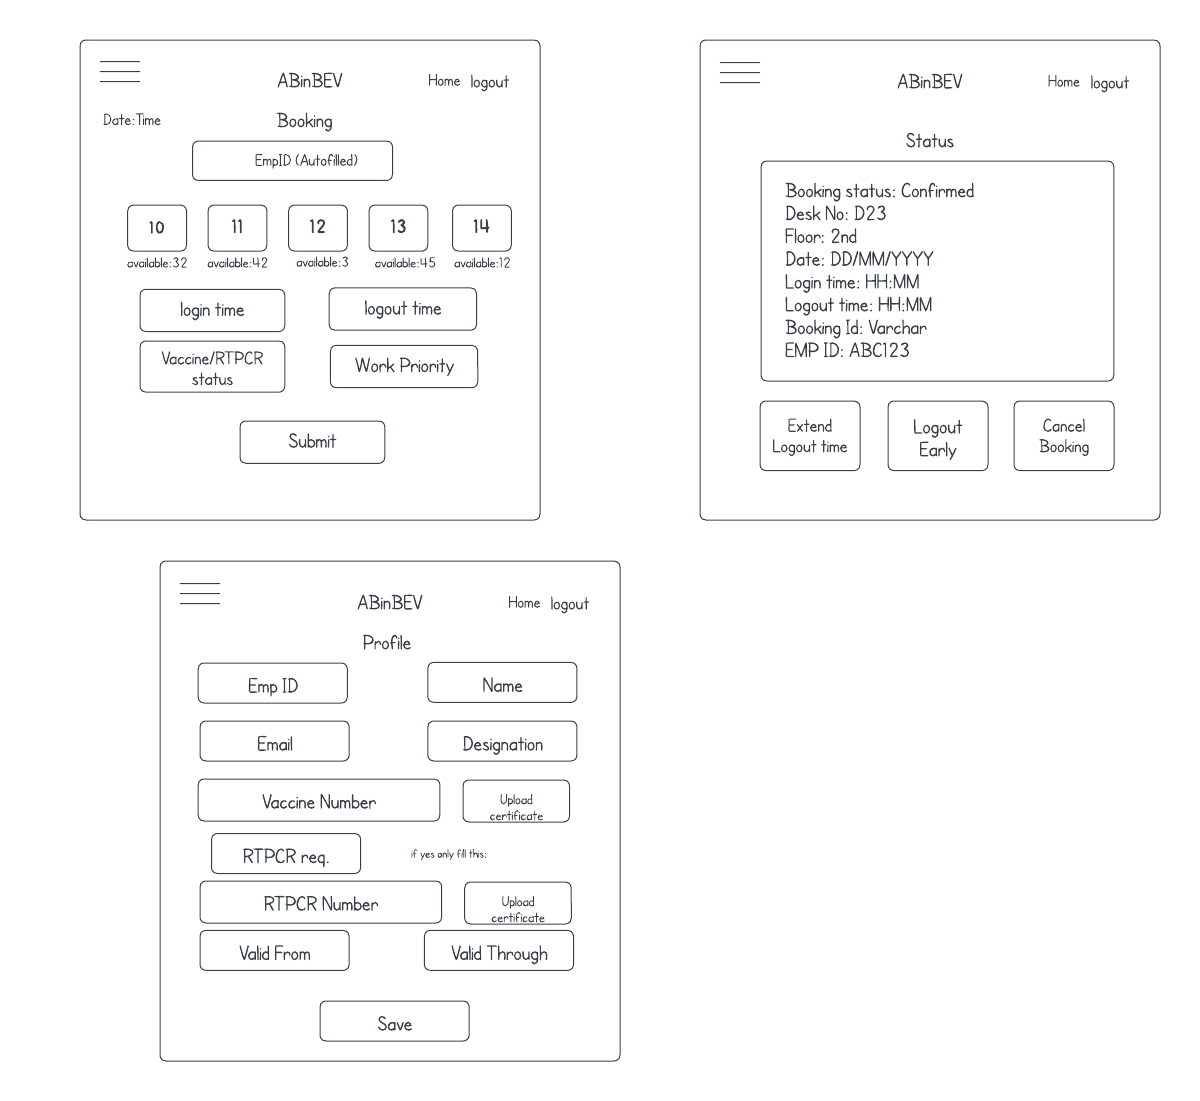 ABinBEV
Home logout
Date:Time
Booking
EmpID (Autofilled)
10 11 12 13 14
available:32 available:42 available:3 available:45 available:12
login time
logout time
Vaccine/RTPCR
status
Work Priority
Submit
ABinBEV
Home logout
Status
Booking status: Confirmed
Desk No: D23
Floor: 2nd
Date: DD/MM/YYYY
Login time: HH:MM
Logout time: HH:MM
Booking Id: Varchar
EMP ID: ABC123
Extend
Logout time
Logout
Early
Cancel
Booking
ABinBEV
Home logout
Profile
Emp ID
Name
Email
Designation
Vaccine Number
Upload
certificate
RTPCR req.
if yes only fill this:
RTPCR Number
Upload
certificate
Valid From
Valid Through
Save